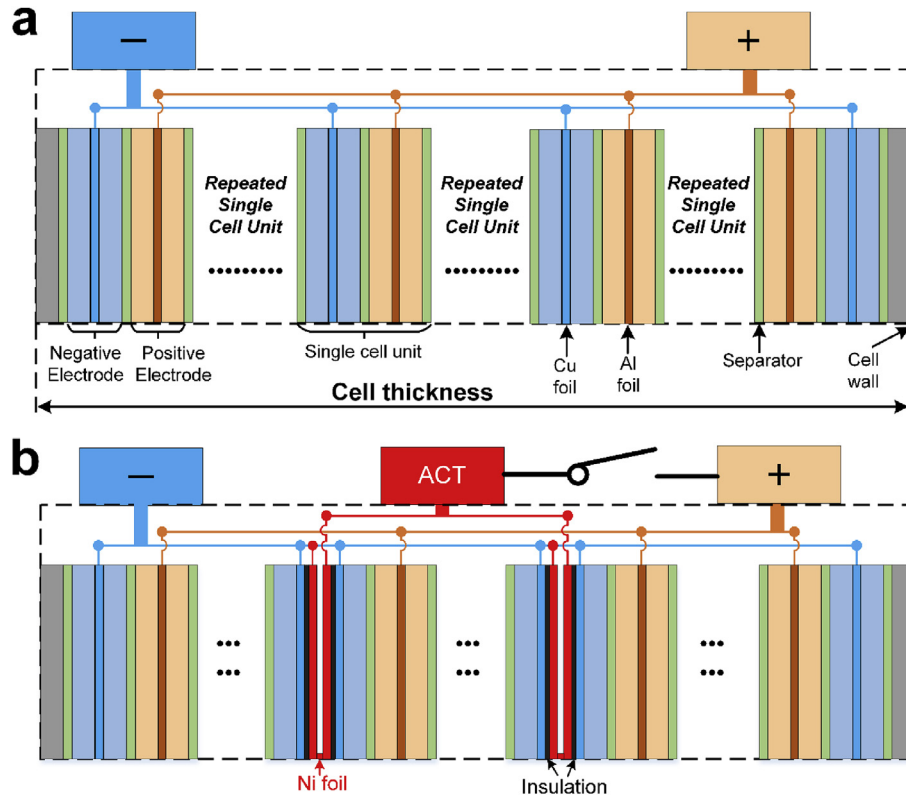 a
− +
Repeated Repeated Repeated
Single Single Single
Cell Unit Cell Unit Cell Unit
Negative Positive Single cell unit Cu Al Separator Cell
Electrode Electrode foil foil wall
Cell thickness
b
− ACT +
Ni foil Insulation